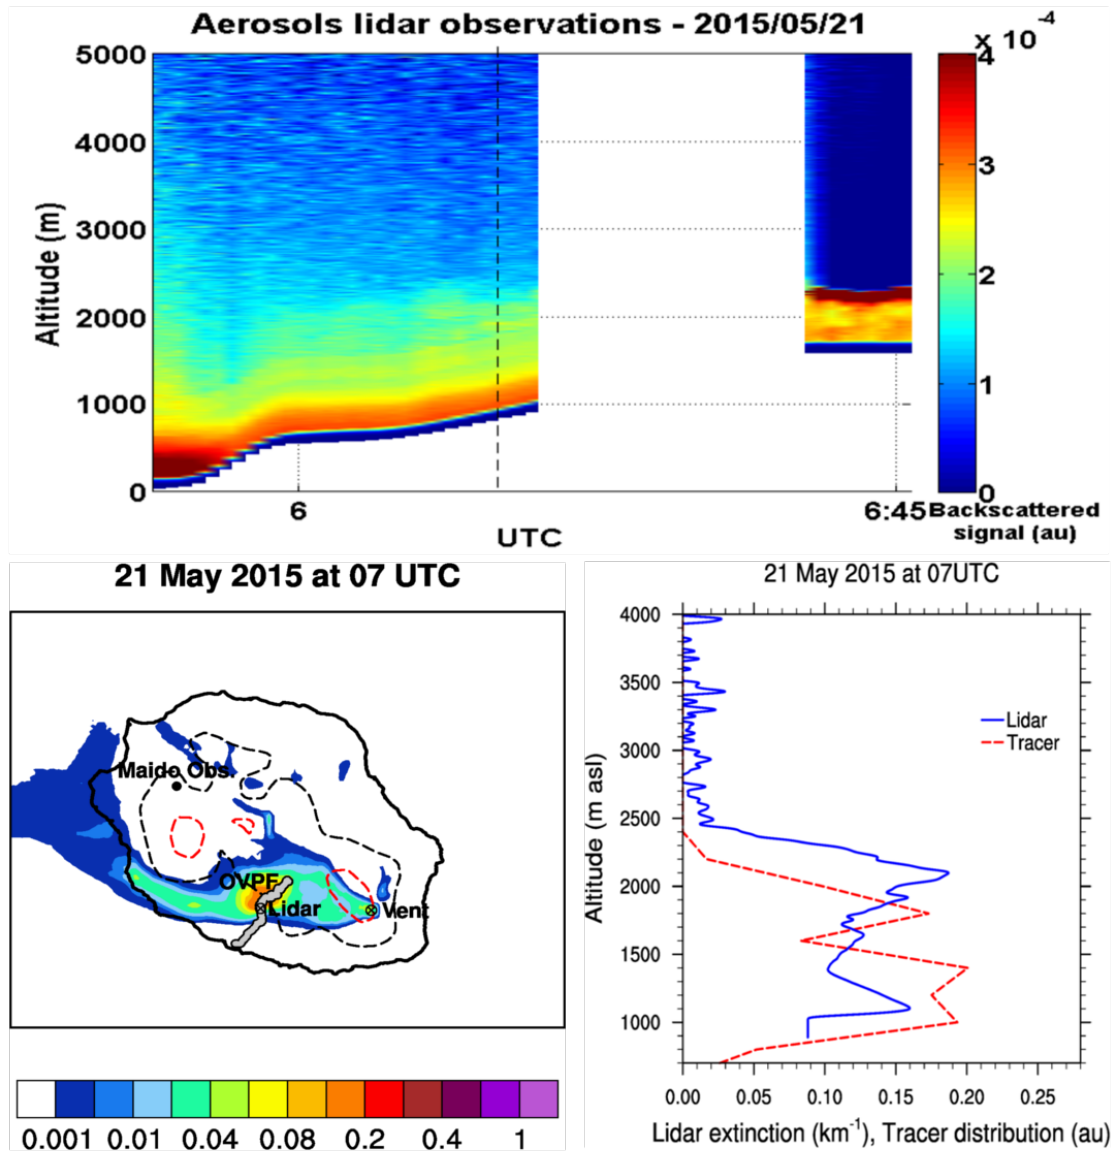 Aerosols lidar observations - 2015/05/21
x 10
-4
5000
4000
3000
2000
1000
0
Altitude (m)
6
6:45
UTC
4
3
2
1
0
Backscattered
signal (au)
21 May 2015 at 07 UTC
Maido Obs.
OVPF
Lidar
Vent
0.001 0.01 0.04 0.08 0.2 0.4 1
21 May 2015 at 07UTC
4000
3500
3000
2500
2000
1500
1000
Altitude (m asl)
Lidar
Tracer
0.00 0.05 0.10 0.15 0.20 0.25
Lidar extinction (km-1), Tracer distribution (au)